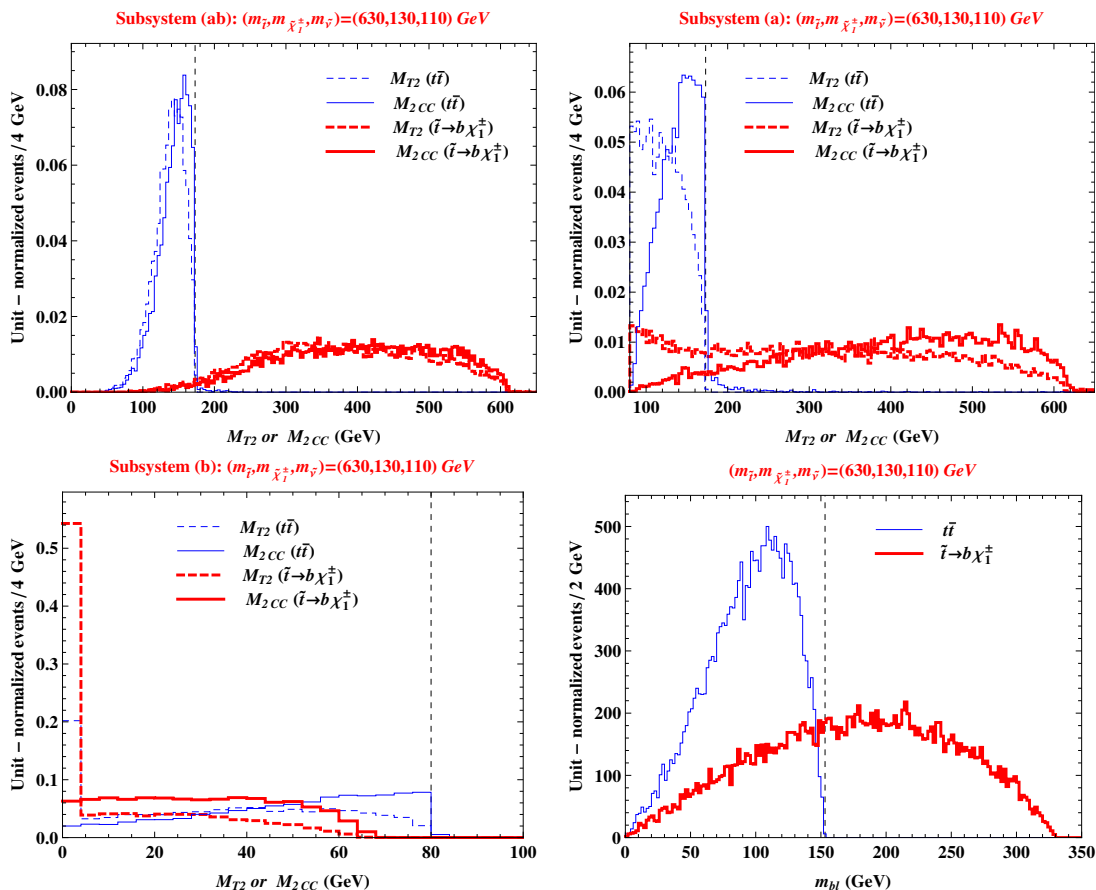 Subsystem (ab): (m_t̃,m_χ̃₁±,m_ν̃)=(630,130,110) GeV
M_T2 (tt̄)
M_2CC (tt̄)
M_T2 (t̃→bχ₁±)
M_2CC (t̃→bχ₁±)
Unit – normalized events / 4 GeV
0.08
0.06
0.04
0.02
0.00
0 100 200 300 400 500 600
M_T2 or M_2CC (GeV)
Subsystem (a): (m_t̃,m_χ̃₁±,m_ν̃)=(630,130,110) GeV
M_T2 (tt̄)
M_2CC (tt̄)
M_T2 (t̃→bχ₁±)
M_2CC (t̃→bχ₁±)
Unit – normalized events / 4 GeV
0.06
0.05
0.04
0.03
0.02
0.01
0.00
100 200 300 400 500 600
M_T2 or M_2CC (GeV)
Subsystem (b): (m_t̃,m_χ̃₁±,m_ν̃)=(630,130,110) GeV
M_T2 (tt̄)
M_2CC (tt̄)
M_T2 (t̃→bχ₁±)
M_2CC (t̃→bχ₁±)
Unit – normalized events / 4 GeV
0.5
0.4
0.3
0.2
0.1
0.0
0 20 40 60 80 100
M_T2 or M_2CC (GeV)
(m_t̃,m_χ̃₁±,m_ν̃)=(630,130,110) GeV
tt̄
t̃→bχ₁±
Unit – normalized events / 2 GeV
500
400
300
200
100
0
0 50 100 150 200 250 300 350
m_bl (GeV)